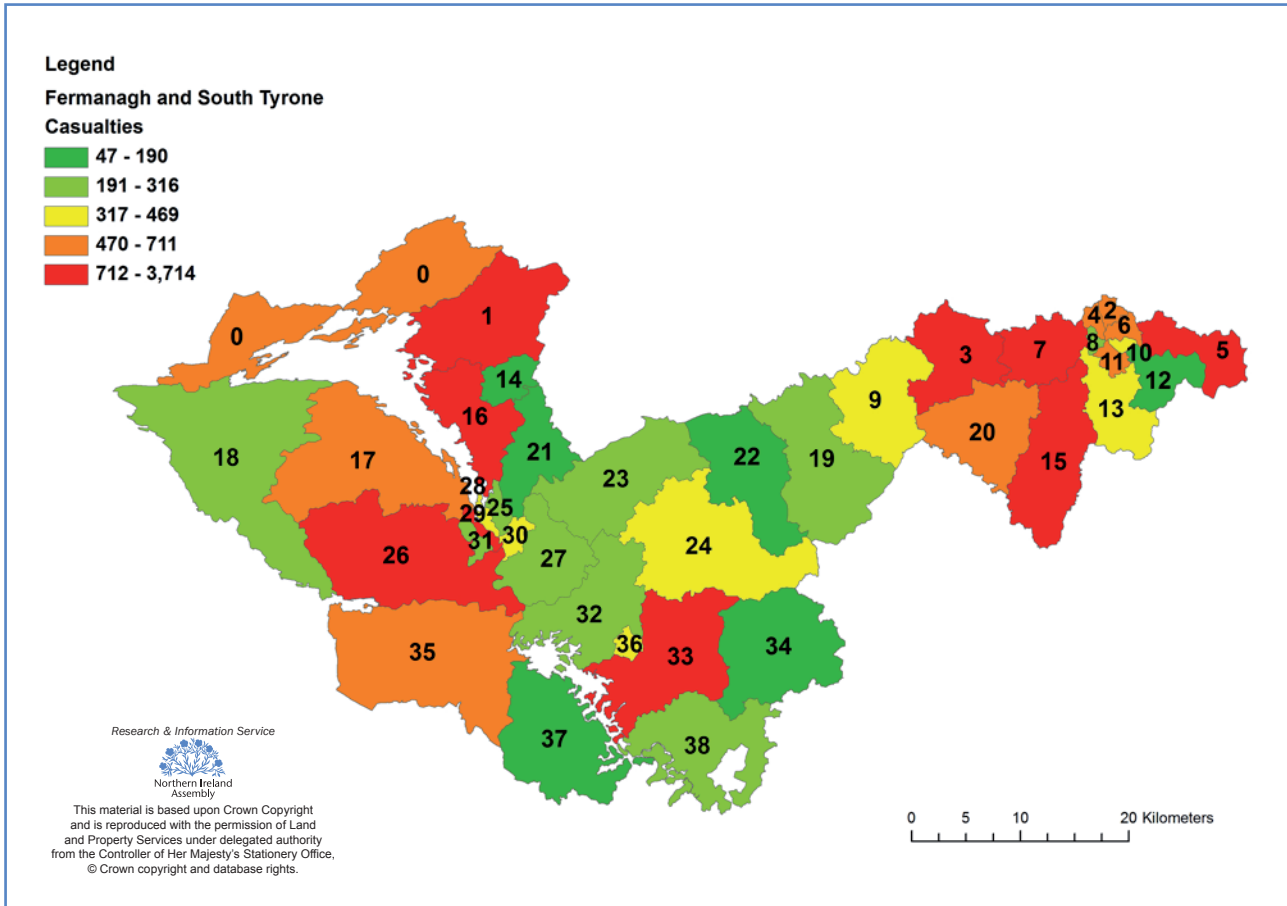 Legend
Fermanagh and South Tyrone
Casualties
47 - 190
191 - 316
317 - 469
470 - 711
712 - 3,714
0
0
1
2
4
6
3
7
8
10
5
11
12
14
9
13
16
20
15
18
17
21
22
19
23
28
25
29
30
31
24
26
27
32
36
33
34
35
37
38
Research & Information Service
Northern Ireland
Assembly
This material is based upon Crown Copyright
and is reproduced with the permission of Land
and Property Services under delegated authority
from the Controller of Her Majesty's Stationery Office,
© Crown copyright and database rights.
0 5 10 20 Kilometers